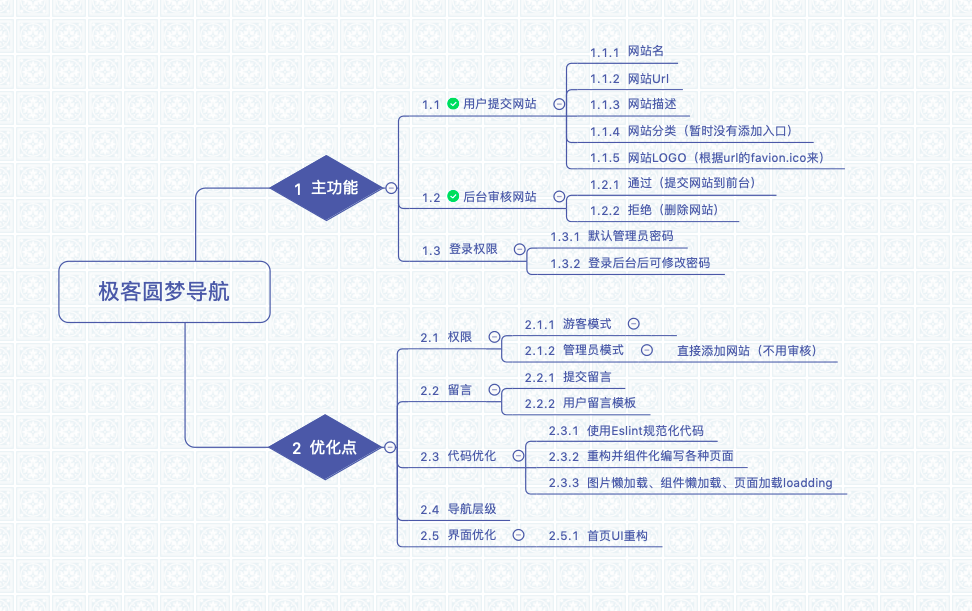 极客圆梦导航
1 主功能
1.1 用户提交网站
1.1.1 网站名
1.1.2 网站Url
1.1.3 网站描述
1.1.4 网站分类（暂时没有添加入口）
1.1.5 网站LOGO（根据url的favion.ico来）
1.2 后台审核网站
1.2.1 通过（提交网站到前台）
1.2.2 拒绝（删除网站）
1.3 登录权限
1.3.1 默认管理员密码
1.3.2 登录后台后可修改密码
2 优化点
2.1 权限
2.1.1 游客模式
2.1.2 管理员模式 直接添加网站（不用审核）
2.2 留言
2.2.1 提交留言
2.2.2 用户留言模板
2.3 代码优化
2.3.1 使用Eslint规范化代码
2.3.2 重构并组件化编写各种页面
2.3.3 图片懒加载、组件懒加载、页面加载loadding
2.4 导航层级
2.5 界面优化
2.5.1 首页UI重构